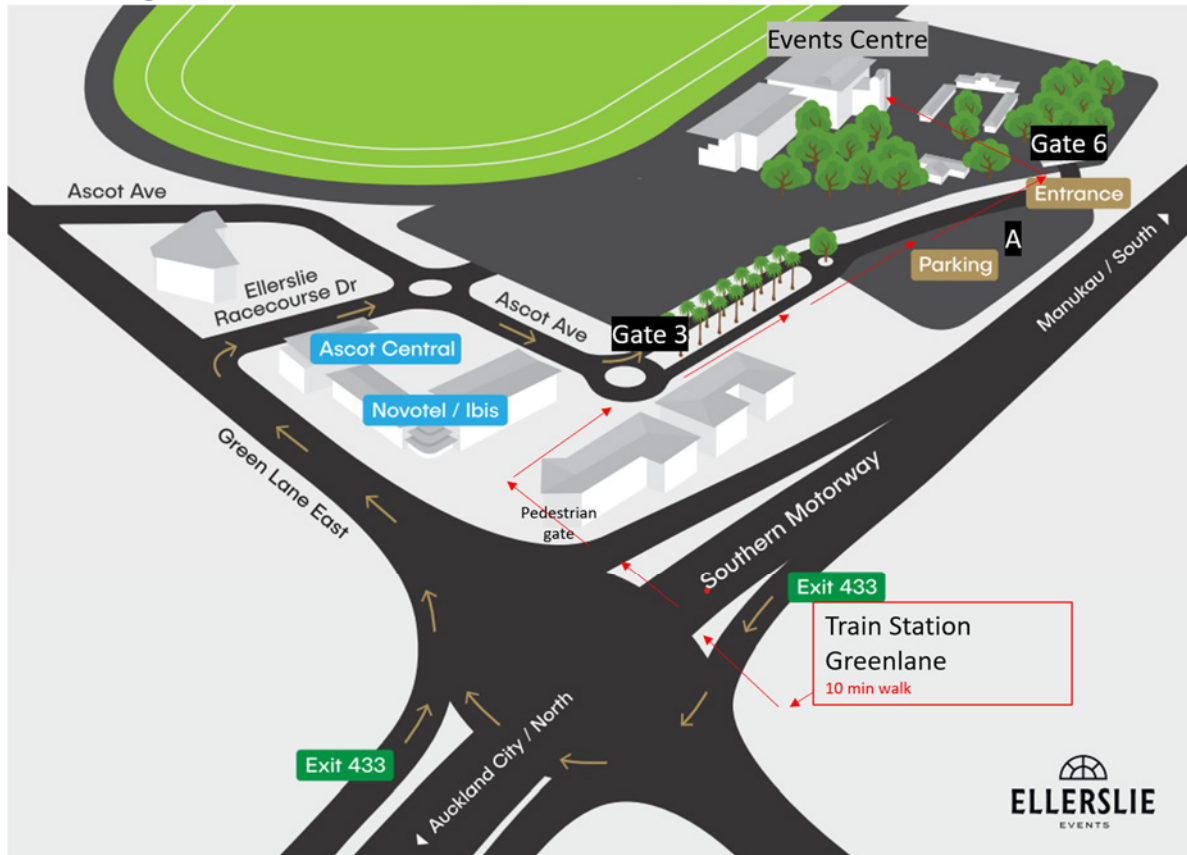 Events Centre
Gate 6
Entrance
Ascot Ave
A
Parking
Manukau / South
Ellerslie
Racecourse Dr
Ascot Ave
Gate 3
Ascot Central
Novotel / Ibis
Green Lane East
Pedestrian
gate
Southern Motorway
Exit 433
Train Station
Greenlane
10 min walk
Exit 433
Auckland City / North
ELLERSLIE
EVENTS